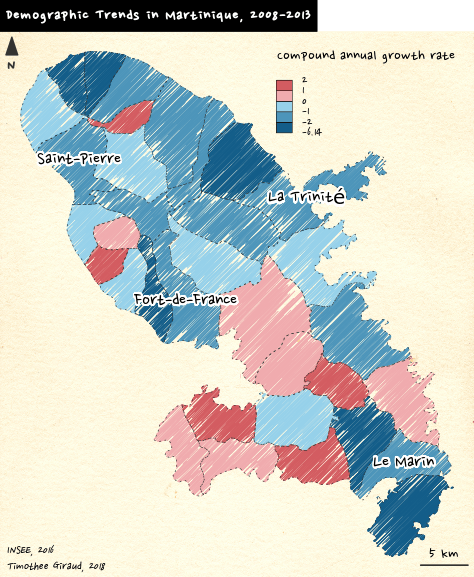 Demographic Trends in Martinique, 2008-2013
N
compound annual growth rate
2
1
0
-1
-2
-6.14
Saint-Pierre
La Trinité
Fort-de-France
Le Marin
INSEE, 2016
Timothee Giraud, 2018
5 km